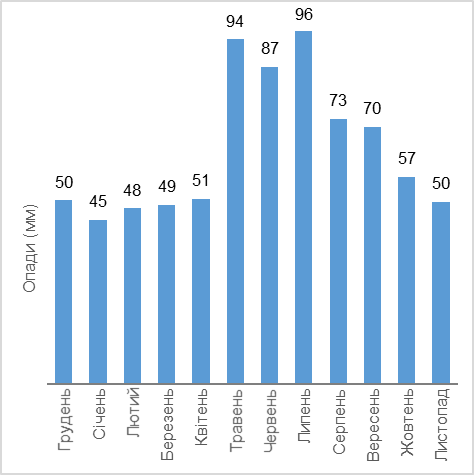 94
96
87
73
70
57
50
45
48
49
51
50
Опади (мм)
Грудень
Січень
Лютий
Березень
Квітень
Травень
Червень
Липень
Серпень
Вересень
Жовтень
Листопад